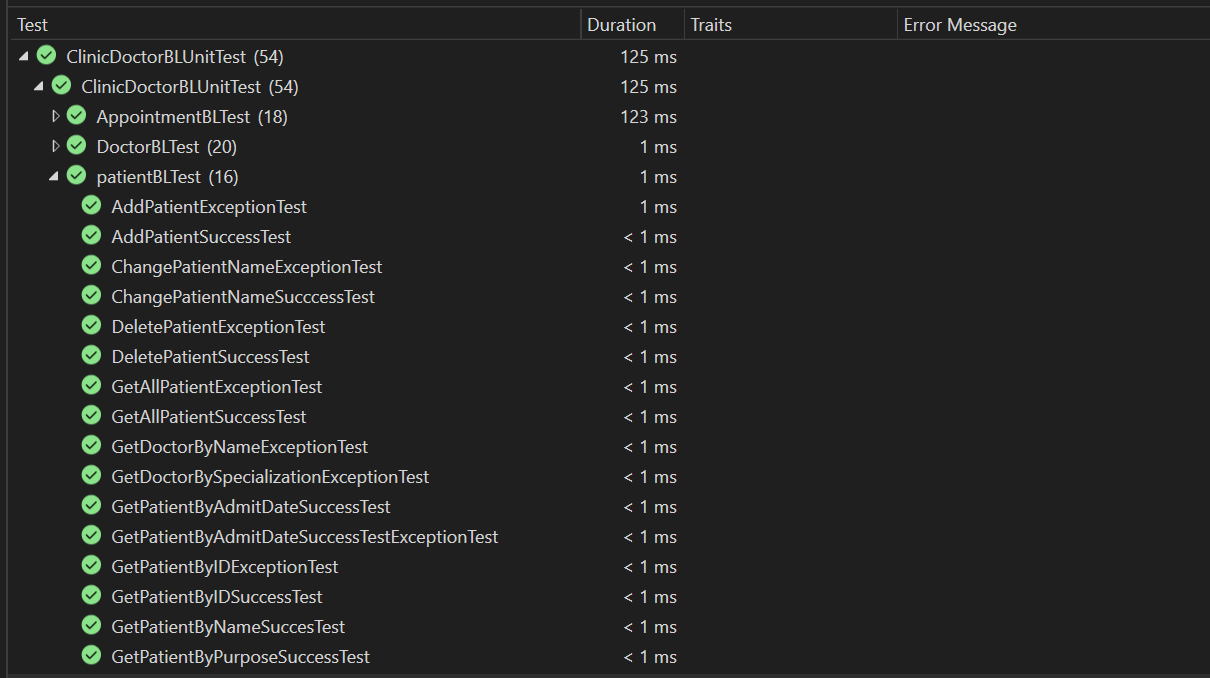 Test Duration Traits Error Message
ClinicDoctorBLUnitTest (54) 125 ms
ClinicDoctorBLUnitTest (54) 125 ms
AppointmentBLTest (18) 123 ms
DoctorBLTest (20) 1 ms
patientBLTest (16) 1 ms
AddPatientExceptionTest 1 ms
AddPatientSuccessTest < 1 ms
ChangePatientNameExceptionTest < 1 ms
ChangePatientNameSucccessTest < 1 ms
DeletePatientExceptionTest < 1 ms
DeletePatientSuccessTest < 1 ms
GetAllPatientExceptionTest < 1 ms
GetAllPatientSuccessTest < 1 ms
GetDoctorByNameExceptionTest < 1 ms
GetDoctorBySpecializationExceptionTest < 1 ms
GetPatientByAdmitDateSuccessTest < 1 ms
GetPatientByAdmitDateSuccessTestExceptionTest < 1 ms
GetPatientByIDExceptionTest < 1 ms
GetPatientByIDSuccessTest < 1 ms
GetPatientByNameSuccesTest < 1 ms
GetPatientByPurposeSuccessTest < 1 ms